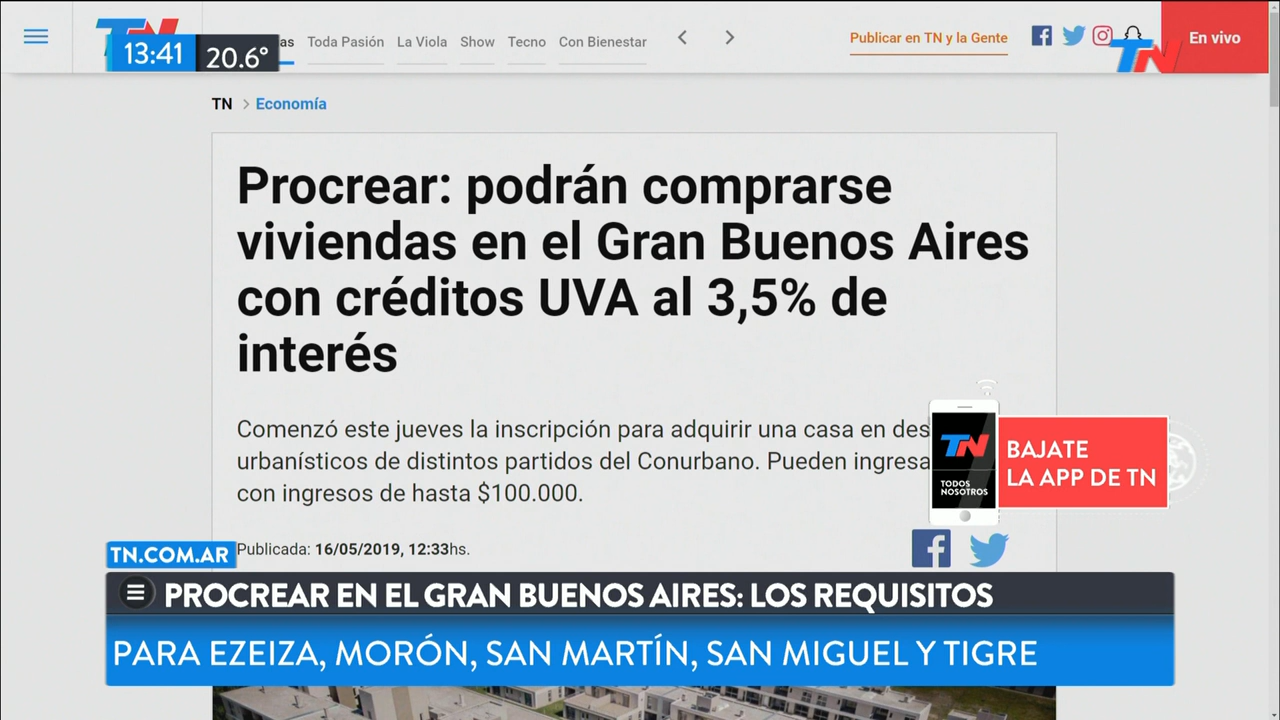 TN
13:41
20.6°
as
Toda Pasión
La Viola
Show
Tecno
Con Bienestar
Publicar en TN y la Gente
TN
En vivo
TN > Economía
Procrear: podrán comprarse
viviendas en el Gran Buenos Aires
con créditos UVA al 3,5% de
interés
Comenzó este jueves la inscripción para adquirir una casa en des
urbanísticos de distintos partidos del Conurbano. Pueden ingresa
con ingresos de hasta $100.000.
TN
TODOS
NOSOTROS
BAJATE
LA APP DE TN
Publicada: 16/05/2019, 12:33hs.
TN.COM.AR
PROCREAR EN EL GRAN BUENOS AIRES: LOS REQUISITOS
PARA EZEIZA, MORÓN, SAN MARTÍN, SAN MIGUEL Y TIGRE